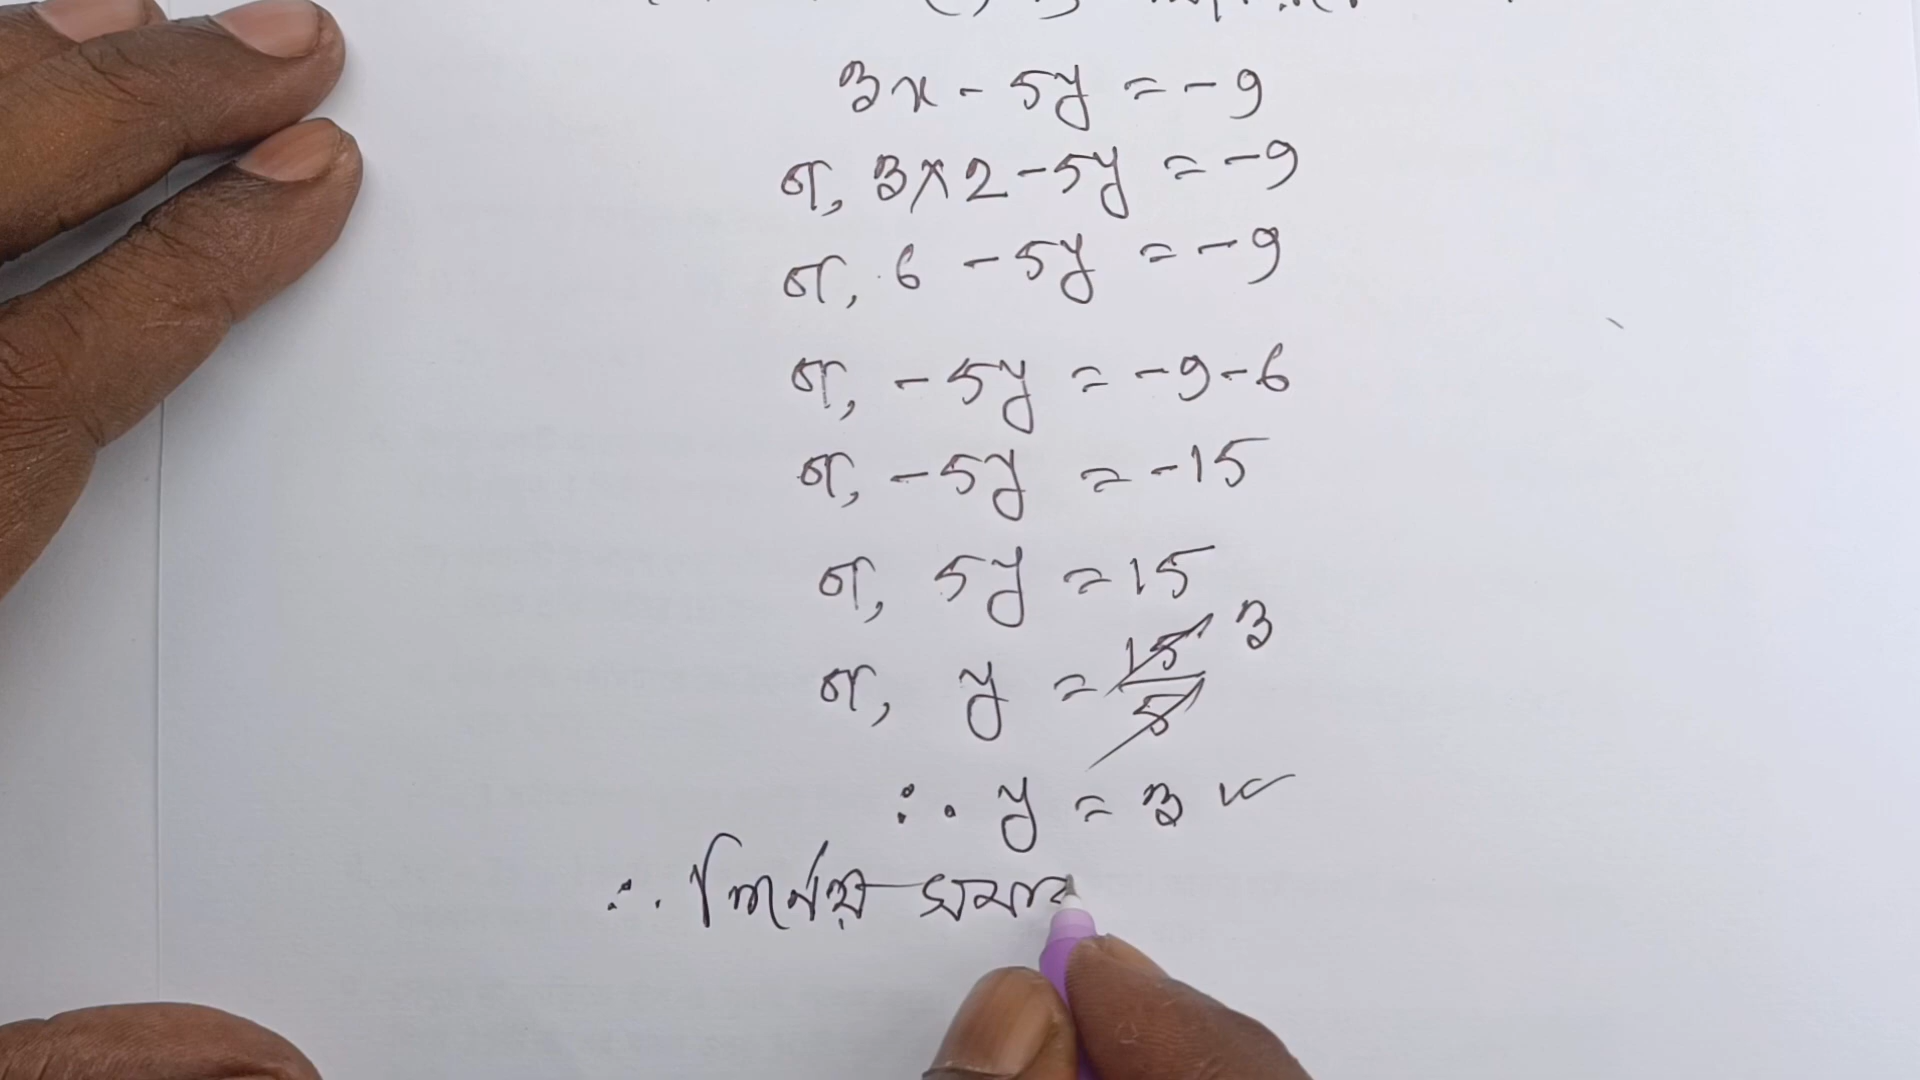 3x - 5y = -9
বা, 3×2 - 5y = -9
বা, 6 - 5y = -9
বা, -5y = -9-6
বা, -5y = -15
বা, 5y = 15
বা, y = 15/5 3
∴ y = 3 ✓
∴ নির্ণেয় সমাধ